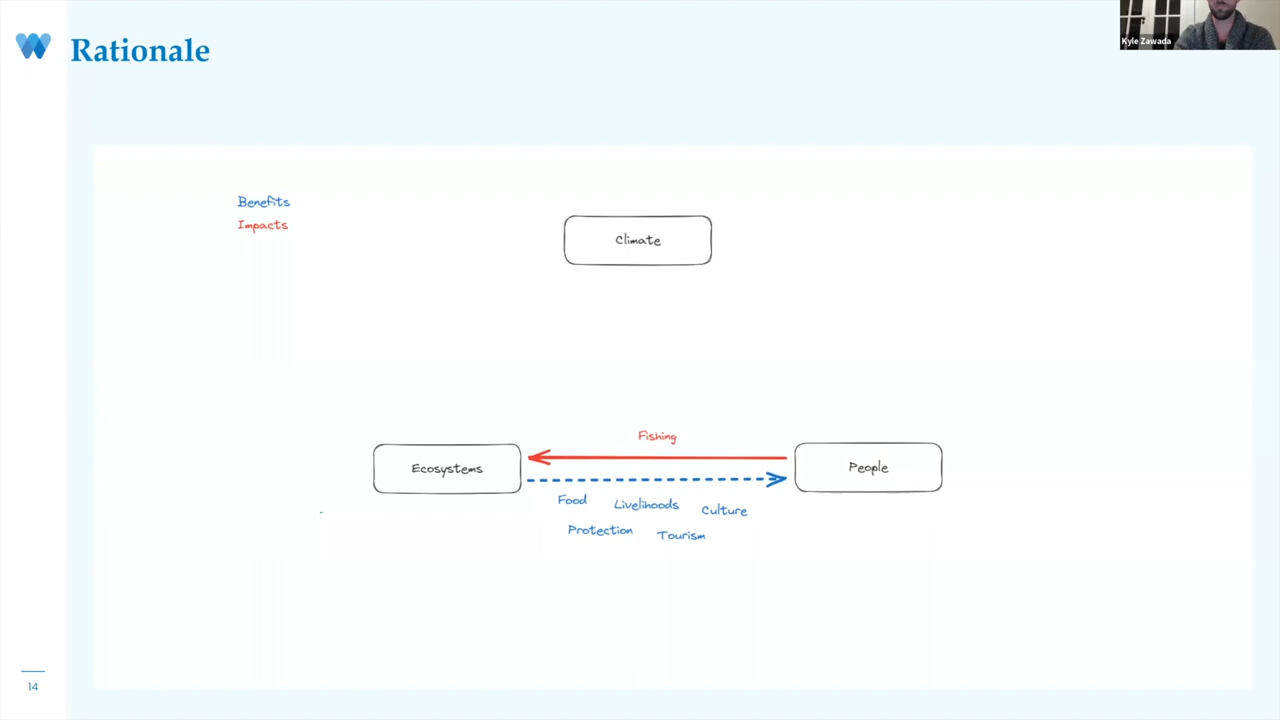 Kyle Zawada
Rationale
Benefits
Impacts
Climate
Fishing
Ecosystems
People
Food Livelihoods Culture
Protection Tourism
14